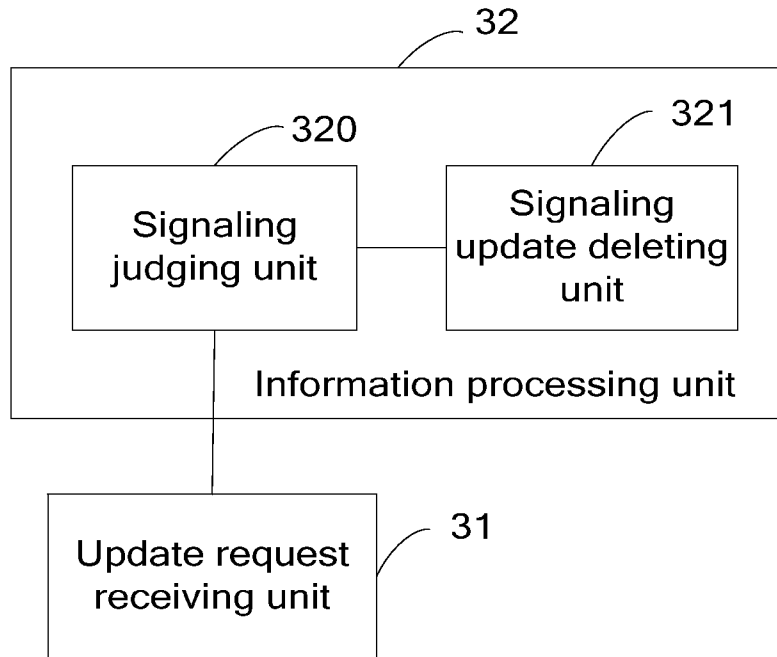 32
320
321
Signaling
judging unit
Signaling
update deleting
unit
Information processing unit
31
Update request
receiving unit